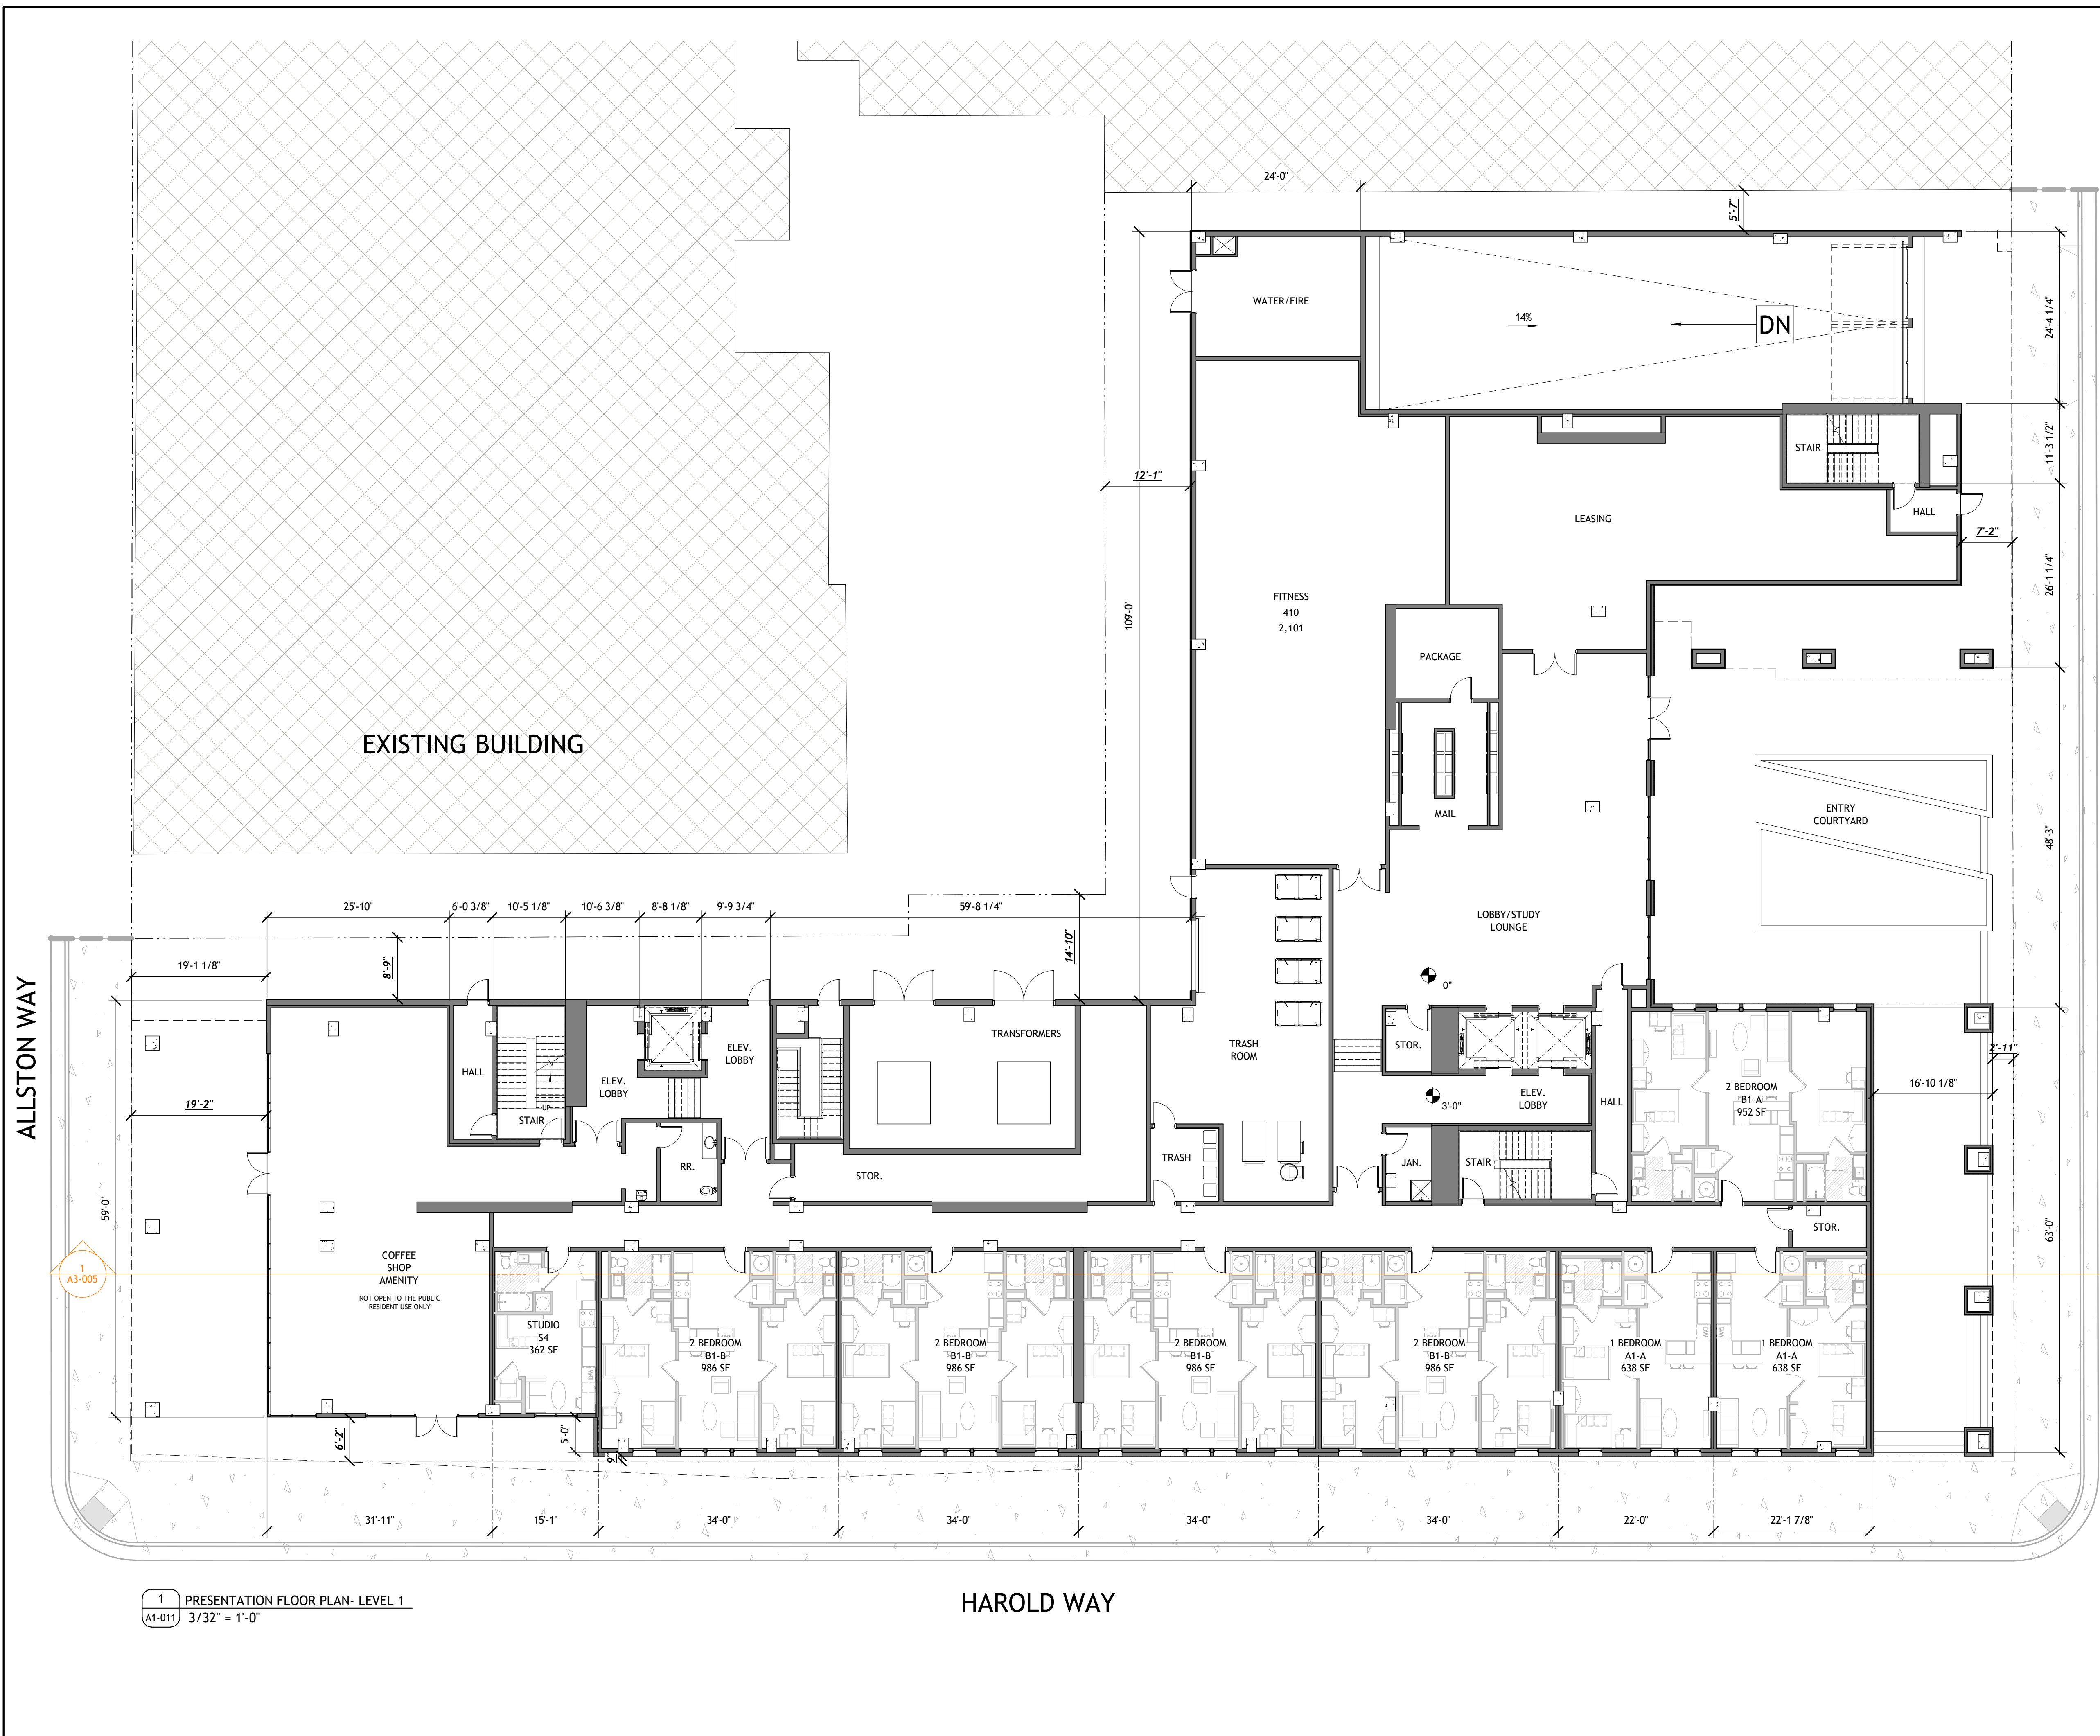 24'-0"
5'-7"
WATER/FIRE
14%
DN
24'-4 1/4"
STAIR
11'-3 1/2"
12'-1"
LEASING
HALL
7'-2"
26'-1 1/4"
109'-0"
FITNESS
410
2,101
PACKAGE
EXISTING BUILDING
MAIL
ENTRY
COURTYARD
48'-3"
25'-10"
6'-0 3/8"
10'-5 1/8"
10'-6 3/8"
8'-8 1/8"
9'-9 3/4"
59'-8 1/4"
LOBBY/STUDY
LOUNGE
14'-10"
8'-9"
19'-1 1/8"
0"
ALLSTON WAY
TRANSFORMERS
ELEV.
LOBBY
TRASH
ROOM
STOR.
2'-11"
HALL
ELEV.
LOBBY
16'-10 1/8"
2 BEDROOM
B1-A
952 SF
ELEV.
LOBBY
HALL
3'-0"
19'-2"
UP
STAIR
RR.
STOR.
TRASH
JAN.
STAIR
59'-0"
STOR.
63'-0"
COFFEE
SHOP
AMENITY
NOT OPEN TO THE PUBLIC
RESIDENT USE ONLY
1
A3-005
STUDIO
S4
362 SF
2 BEDROOM
B1-B
986 SF
2 BEDROOM
B1-B
986 SF
2 BEDROOM
B1-B
986 SF
2 BEDROOM
B1-B
986 SF
1 BEDROOM
A1-A
638 SF
1 BEDROOM
A1-A
638 SF
DW
DW
6'-2"
5'-0"
9"
31'-11"
15'-1"
34'-0"
34'-0"
34'-0"
34'-0"
22'-0"
22'-1 7/8"
1
A1-011
PRESENTATION FLOOR PLAN- LEVEL 1
3/32" = 1'-0"
HAROLD WAY